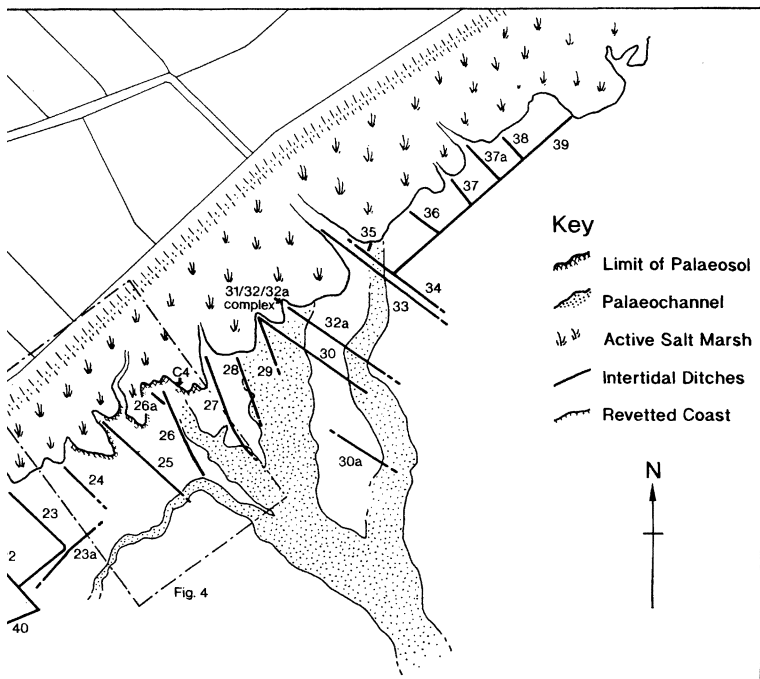 38
37a
39
37
36
35
34
33
31/32/32a
complex
32a
30
29
28
27
C4
26a
26
25
24
23
23a
2
40
30a
Fig. 4
Key
Limit of Palaeosol
Palaeochannel
Active Salt Marsh
Intertidal Ditches
Revetted Coast
N